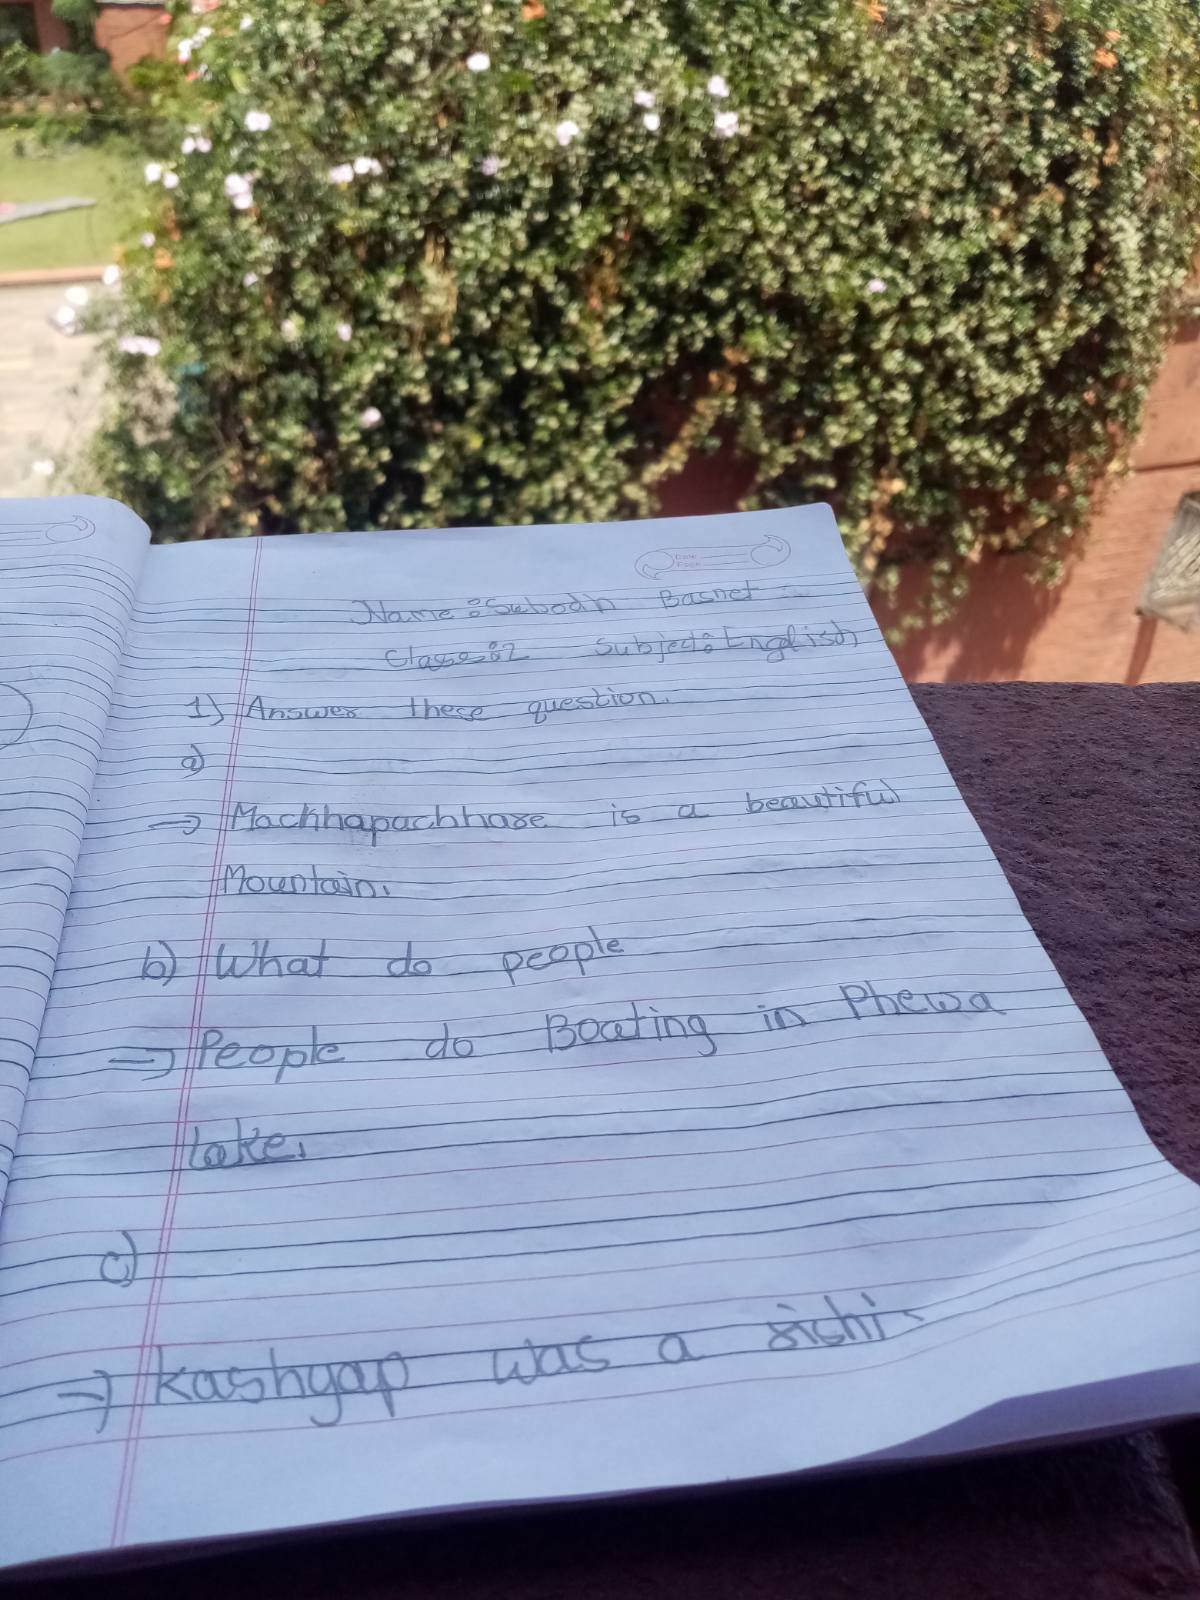 Date
Page
Name: Subodh Basnet
Class: 2 Subject: English
1) Answer these question.
a)
→ Machhapuchhare is a beautiful
Mountain.
b) What do people
→ People do Boating in Phewa
lake.
c)
→ Kashyap was a rishi.